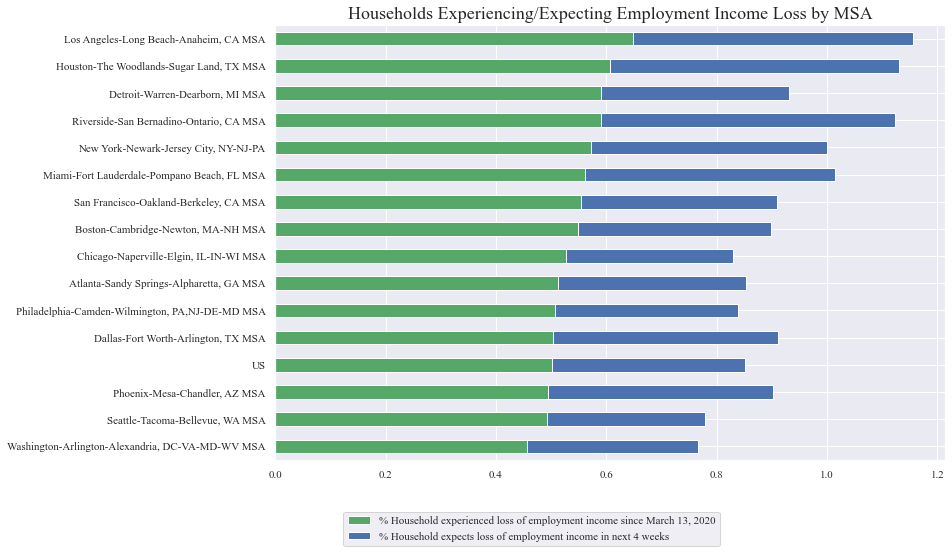 Households Experiencing/Expecting Employment Income Loss by MSA
Los Angeles-Long Beach-Anaheim, CA MSA
Houston-The Woodlands-Sugar Land, TX MSA
Detroit-Warren-Dearborn, MI MSA
Riverside-San Bernadino-Ontario, CA MSA
New York-Newark-Jersey City, NY-NJ-PA
Miami-Fort Lauderdale-Pompano Beach, FL MSA
San Francisco-Oakland-Berkeley, CA MSA
Boston-Cambridge-Newton, MA-NH MSA
Chicago-Naperville-Elgin, IL-IN-WI MSA
Atlanta-Sandy Springs-Alpharetta, GA MSA
Philadelphia-Camden-Wilmington, PA,NJ-DE-MD MSA
Dallas-Fort Worth-Arlington, TX MSA
US
Phoenix-Mesa-Chandler, AZ MSA
Seattle-Tacoma-Bellevue, WA MSA
Washington-Arlington-Alexandria, DC-VA-MD-WV MSA
0.0 0.2 0.4 0.6 0.8 1.0 1.2
% Household experienced loss of employment income since March 13, 2020
% Household expects loss of employment income in next 4 weeks